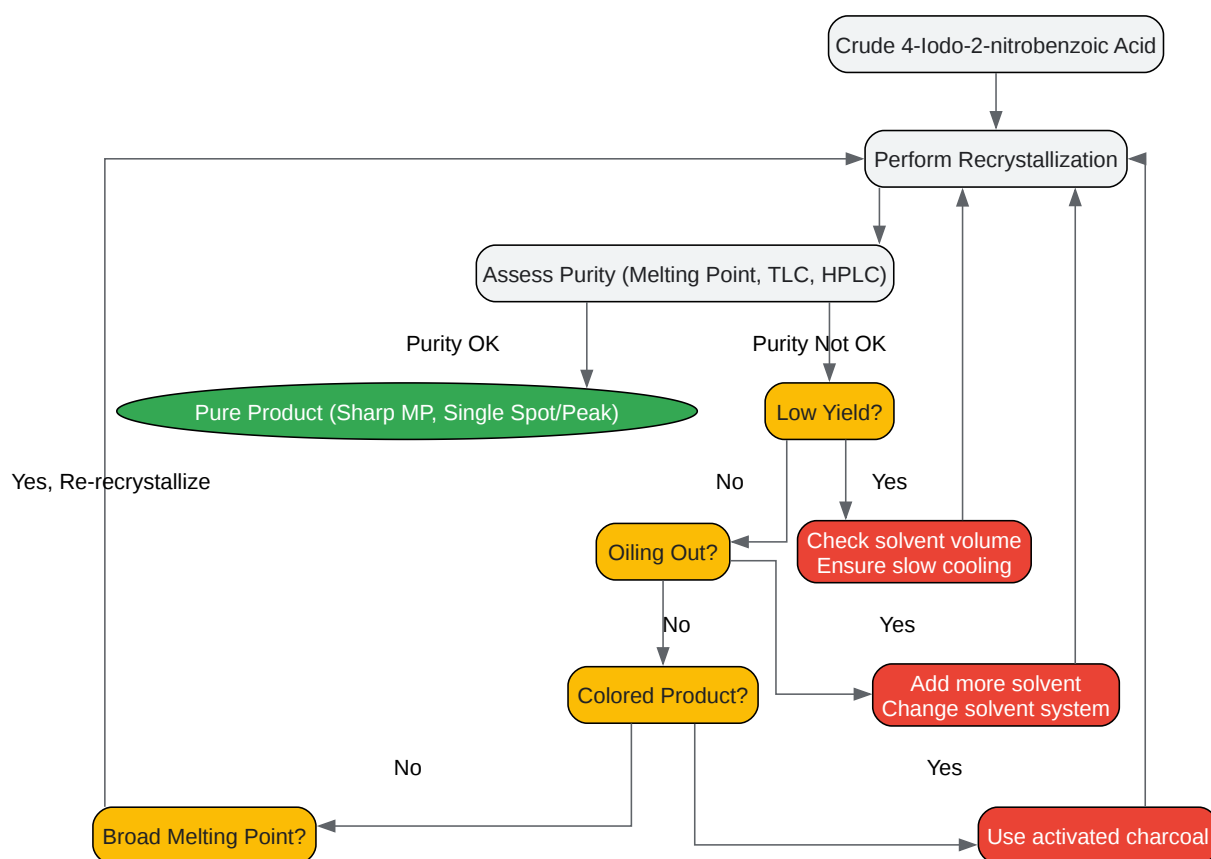 Crude 4-Iodo-2-nitrobenzoic Acid
Perform Recrystallization
Assess Purity (Melting Point, TLC, HPLC)
Purity OK
Purity Not OK
Pure Product (Sharp MP, Single Spot/Peak)
Low Yield?
Yes, Re-recrystallize
No
Yes
Oiling Out?
Check solvent volume
Ensure slow cooling
No
Yes
Colored Product?
Add more solvent
Change solvent system
No
Yes
Broad Melting Point?
Use activated charcoal